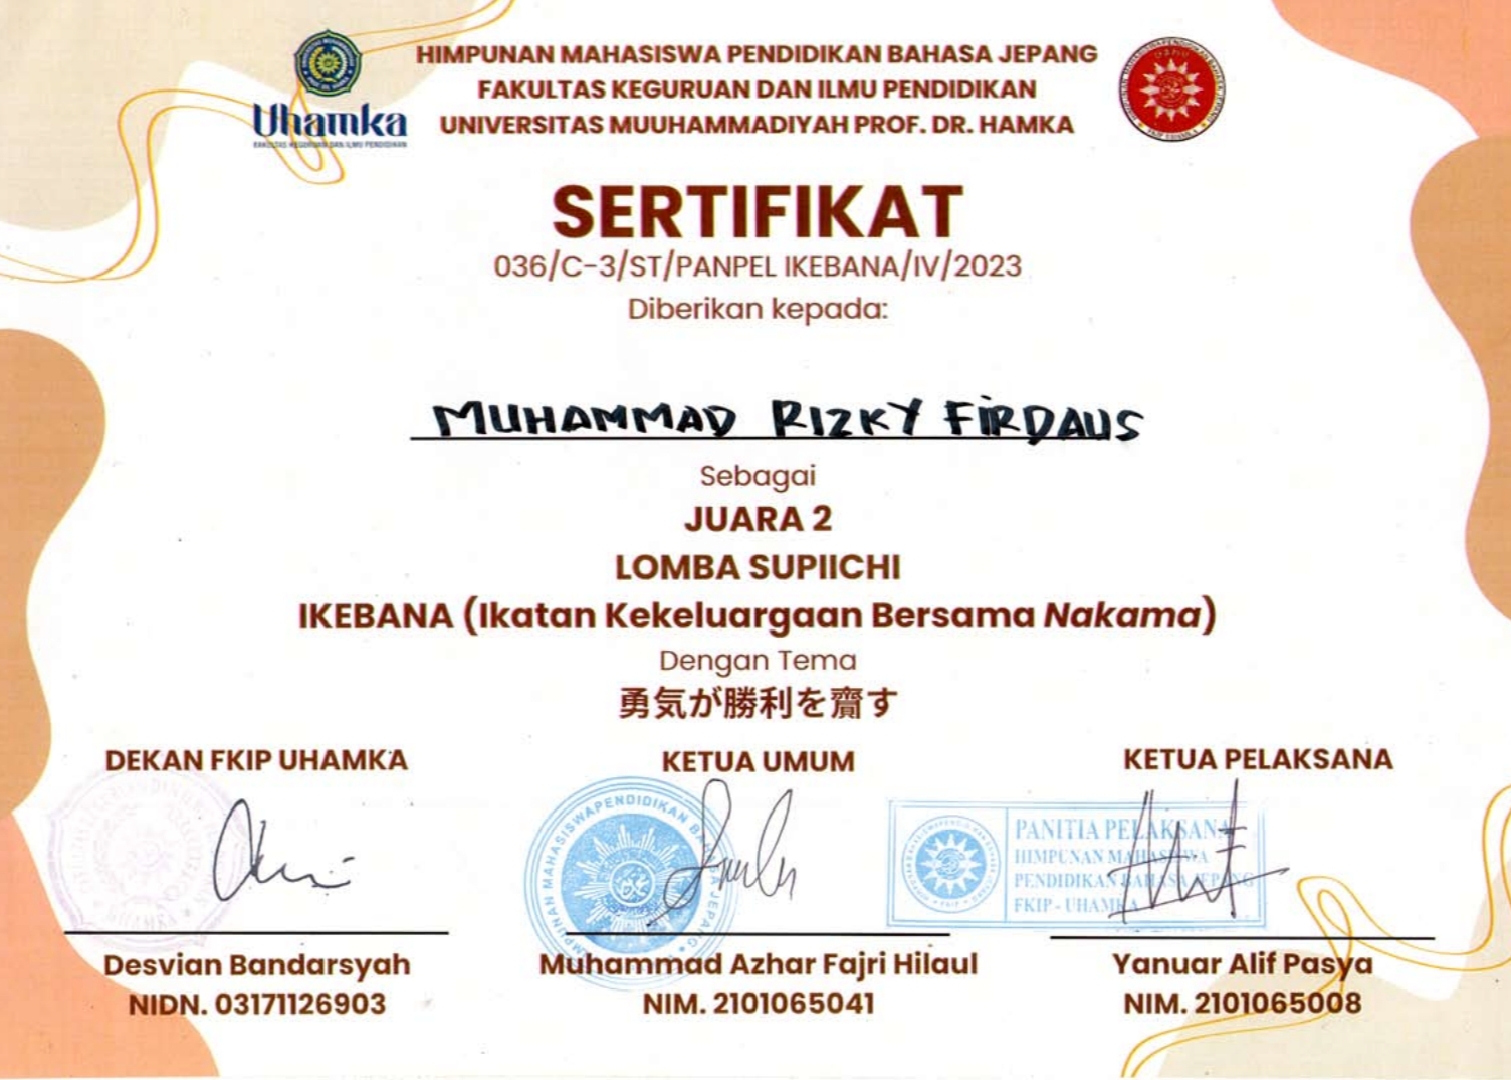 Uhamka
FAKULTAS KEGURUAN DAN ILMU PENDIDIKAN
HIMPUNAN MAHASISWA PENDIDIKAN BAHASA JEPANG
FAKULTAS KEGURUAN DAN ILMU PENDIDIKAN
UNIVERSITAS MUUHAMMADIYAH PROF. DR. HAMKA
SERTIFIKAT
036/C-3/ST/PANPEL IKEBANA/IV/2023
Diberikan kepada:
MUHAMMAD RIZKY FIRDAUS
Sebagai
JUARA 2
LOMBA SUPIICHI
IKEBANA (Ikatan Kekeluargaan Bersama Nakama)
Dengan Tema
勇気が勝利を齎す
DEKAN FKIP UHAMKA
KETUA UMUM
KETUA PELAKSANA
HIMPUNAN MAHASISWA PENDIDIKAN BAHASA JEPANG
PANITIA PELAKSANA
HIMPUNAN MAHASISWA
PENDIDIKAN BAHASA JEPANG
FKIP - UHAMKA
Desvian Bandarsyah
NIDN. 03171126903
Muhammad Azhar Fajri Hilaul
NIM. 2101065041
Yanuar Alif Pasya
NIM. 2101065008